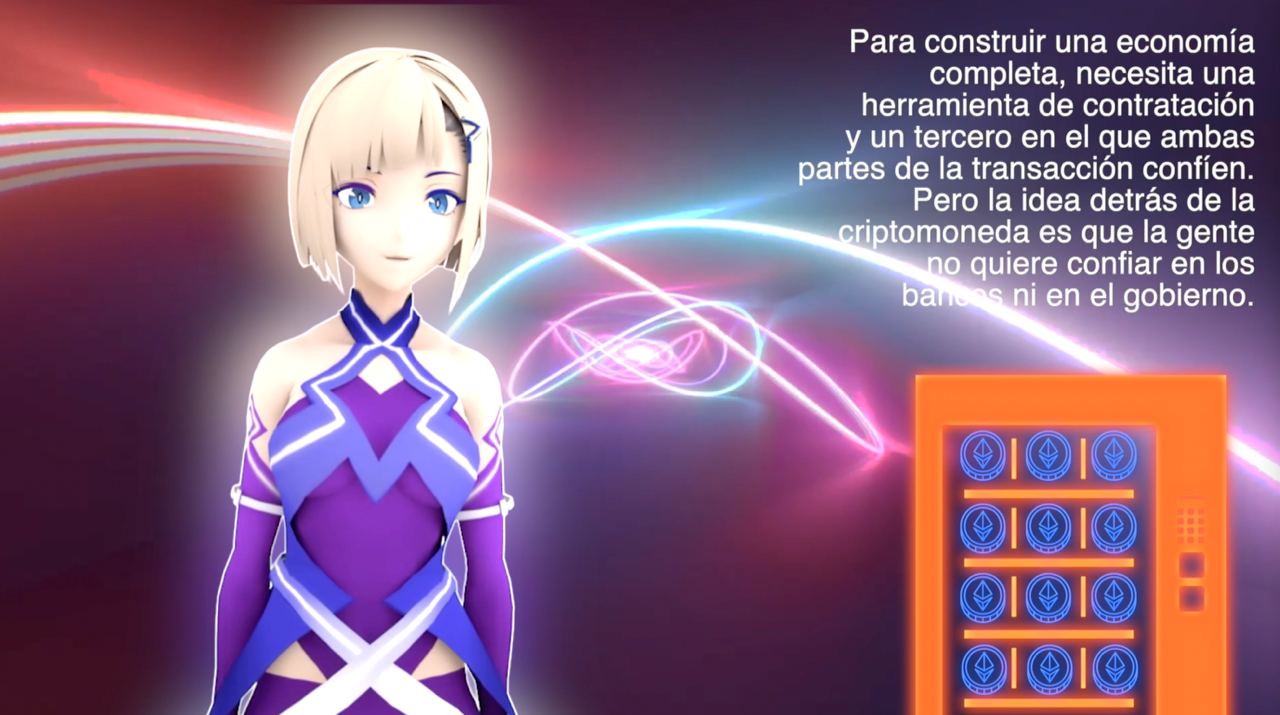 Para construir una economía
completa, necesita una
herramienta de contratación
y un tercero en el que ambas
partes de la transacción confíen.
Pero la idea detrás de la
criptomoneda es que la gente
no quiere confiar en los
bancos ni en el gobierno.